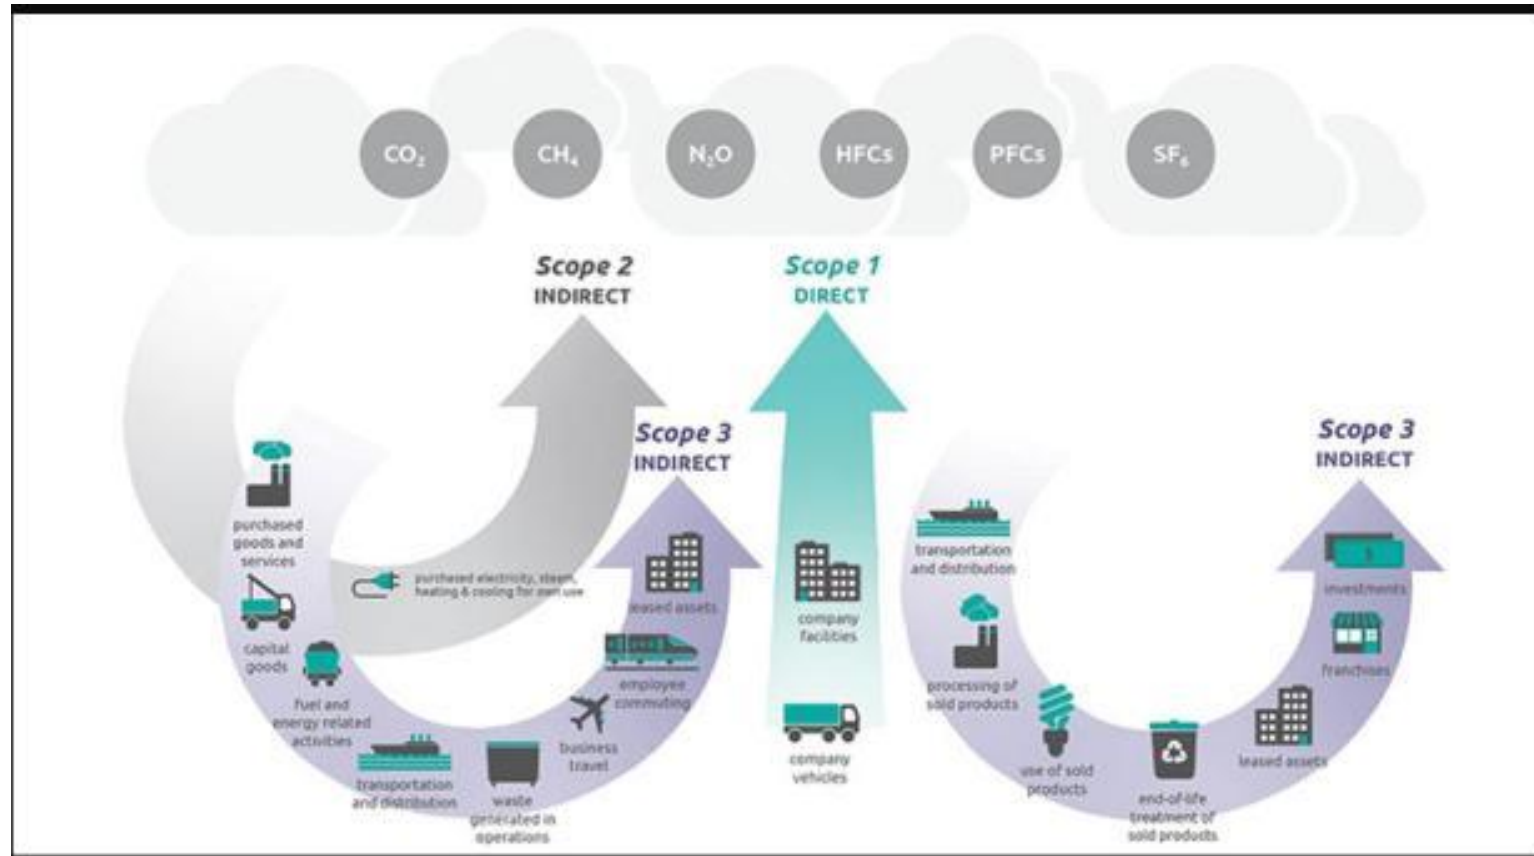 CO₂
CH₄
N₂O
HFCs
PFCs
SF₆
Scope 2
INDIRECT
Scope 1
DIRECT
Scope 3
INDIRECT
Scope 3
INDIRECT
purchased
goods and
services
capital
goods
fuel and
energy related
activities
purchased electricity, steam,
heating & cooling for own use
transportation
and distribution
waste
generated in
operations
business
travel
employee
commuting
leased assets
company
facilities
company
vehicles
transportation
and distribution
processing of
sold products
use of sold
products
end-of-life
treatment of
sold products
leased assets
franchises
investments